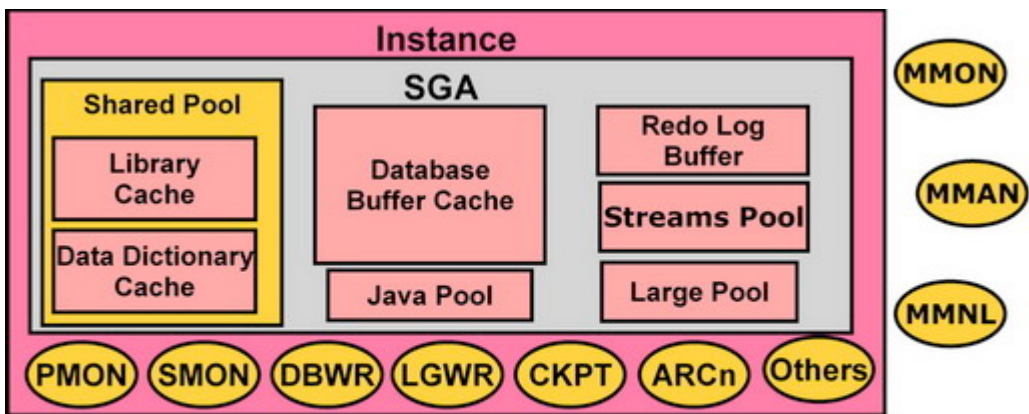 Instance
SGA
Shared Pool
Library
Cache
Data Dictionary
Cache
Database
Buffer Cache
Java Pool
Redo Log
Buffer
Streams Pool
Large Pool
PMON
SMON
DBWR
LGWR
CKPT
ARCn
Others
MMON
MMAN
MMNL